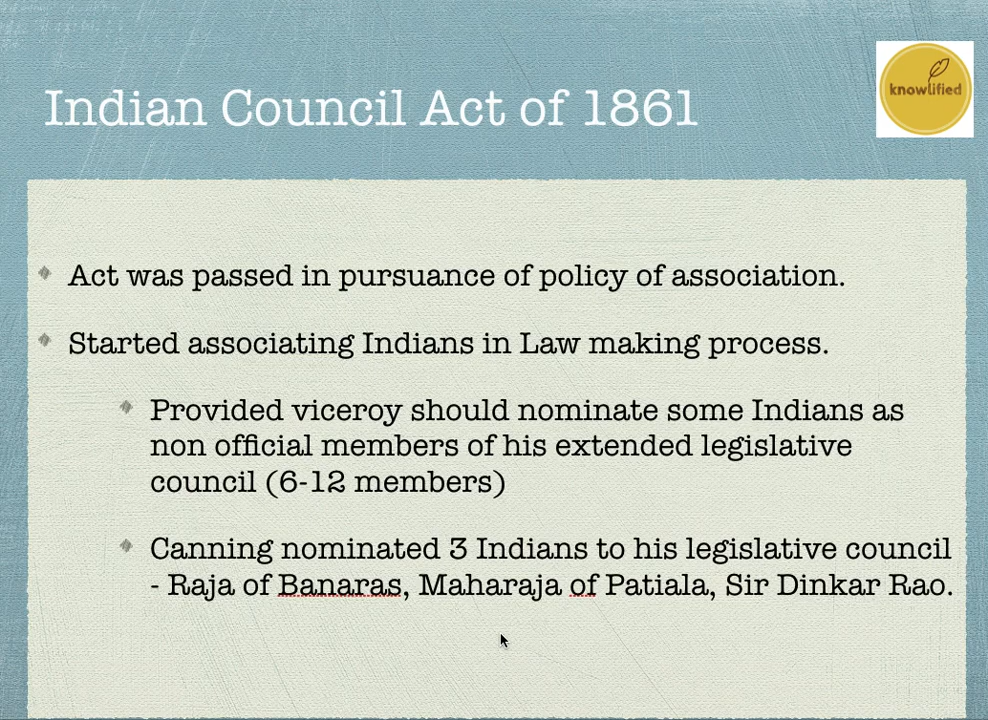 Indian Council Act of 1861
knowlified
Act was passed in pursuance of policy of association.
Started associating Indians in Law making process.
Provided viceroy should nominate some Indians as
non official members of his extended legislative
council (6-12 members)
Canning nominated 3 Indians to his legislative council
- Raja of Banaras, Maharaja of Patiala, Sir Dinkar Rao.